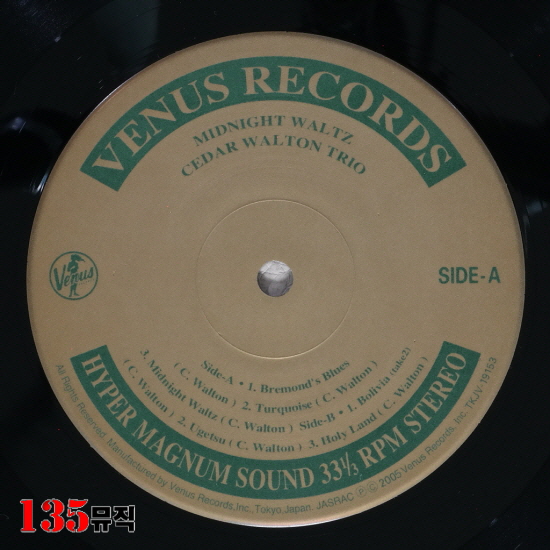 VENUS RECORDS
MIDNIGHT WALTZ
CEDAR WALTON TRIO
Venus
SIDE-A
Side-A • 1. Bremond's Blues
( C. Walton ) 2. Turquoise ( C. Walton )
3. Midnight Waltz ( C. Walton ) Side-B • 1. Bolivia (take2)
( C. Walton ) 2. Ugetsu ( C. Walton ) 3. Holy Land ( C. Walton )
HYPER MAGNUM SOUND 33⅓ RPM STEREO
All Rights Reserved. Manufactured by Venus Records,Inc.,Tokyo,Japan. JASRAC Ⓟ © 2005 Venus Records, Inc. TKJV-19153
135뮤직